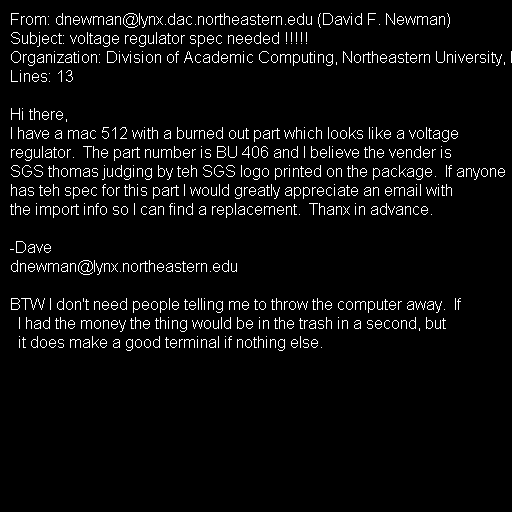 From: dnewman@lynx.dac.northeastern.edu (David F. Newman)
Subject: voltage regulator spec needed !!!!!
Organization: Division of Academic Computing, Northeastern University,
Lines: 13
Hi there,
I have a mac 512 with a burned out part which looks like a voltage
regulator.  The part number is BU 406 and I believe the vender is
SGS thomas judging by teh SGS logo printed on the package.  If anyone
has teh spec for this part I would greatly appreciate an email with
the import info so I can find a replacement.  Thanx in advance.
-Dave
dnewman@lynx.northeastern.edu
BTW I don't need people telling me to throw the computer away.  If
I had the money the thing would be in the trash in a second, but
it does make a good terminal if nothing else.